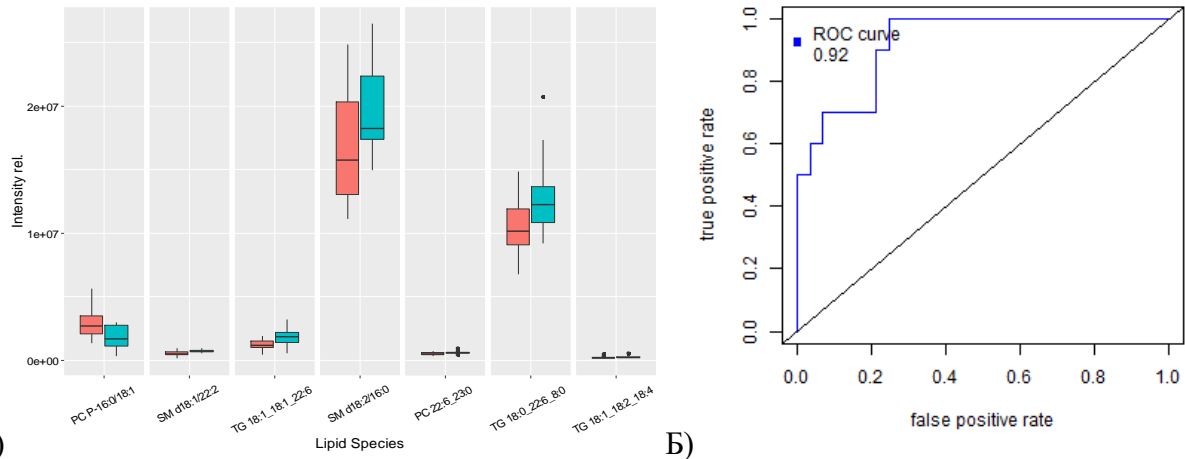 2e+07
1e+07
0e+00
Intensity rel.
PC P-16:0/18:1
SM d18:1/22:2
TG 18:1_18:1_22:6
SM d18:2/16:0
PC 22:6_23:0
TG 18:0_22:6_8:0
TG 18:1_18:2_18:4
Lipid Species
)
Б)
ROC curve
0.92
true positive rate
0.0
0.2
0.4
0.6
0.8
1.0
0.0
0.2
0.4
0.6
0.8
1.0
false positive rate